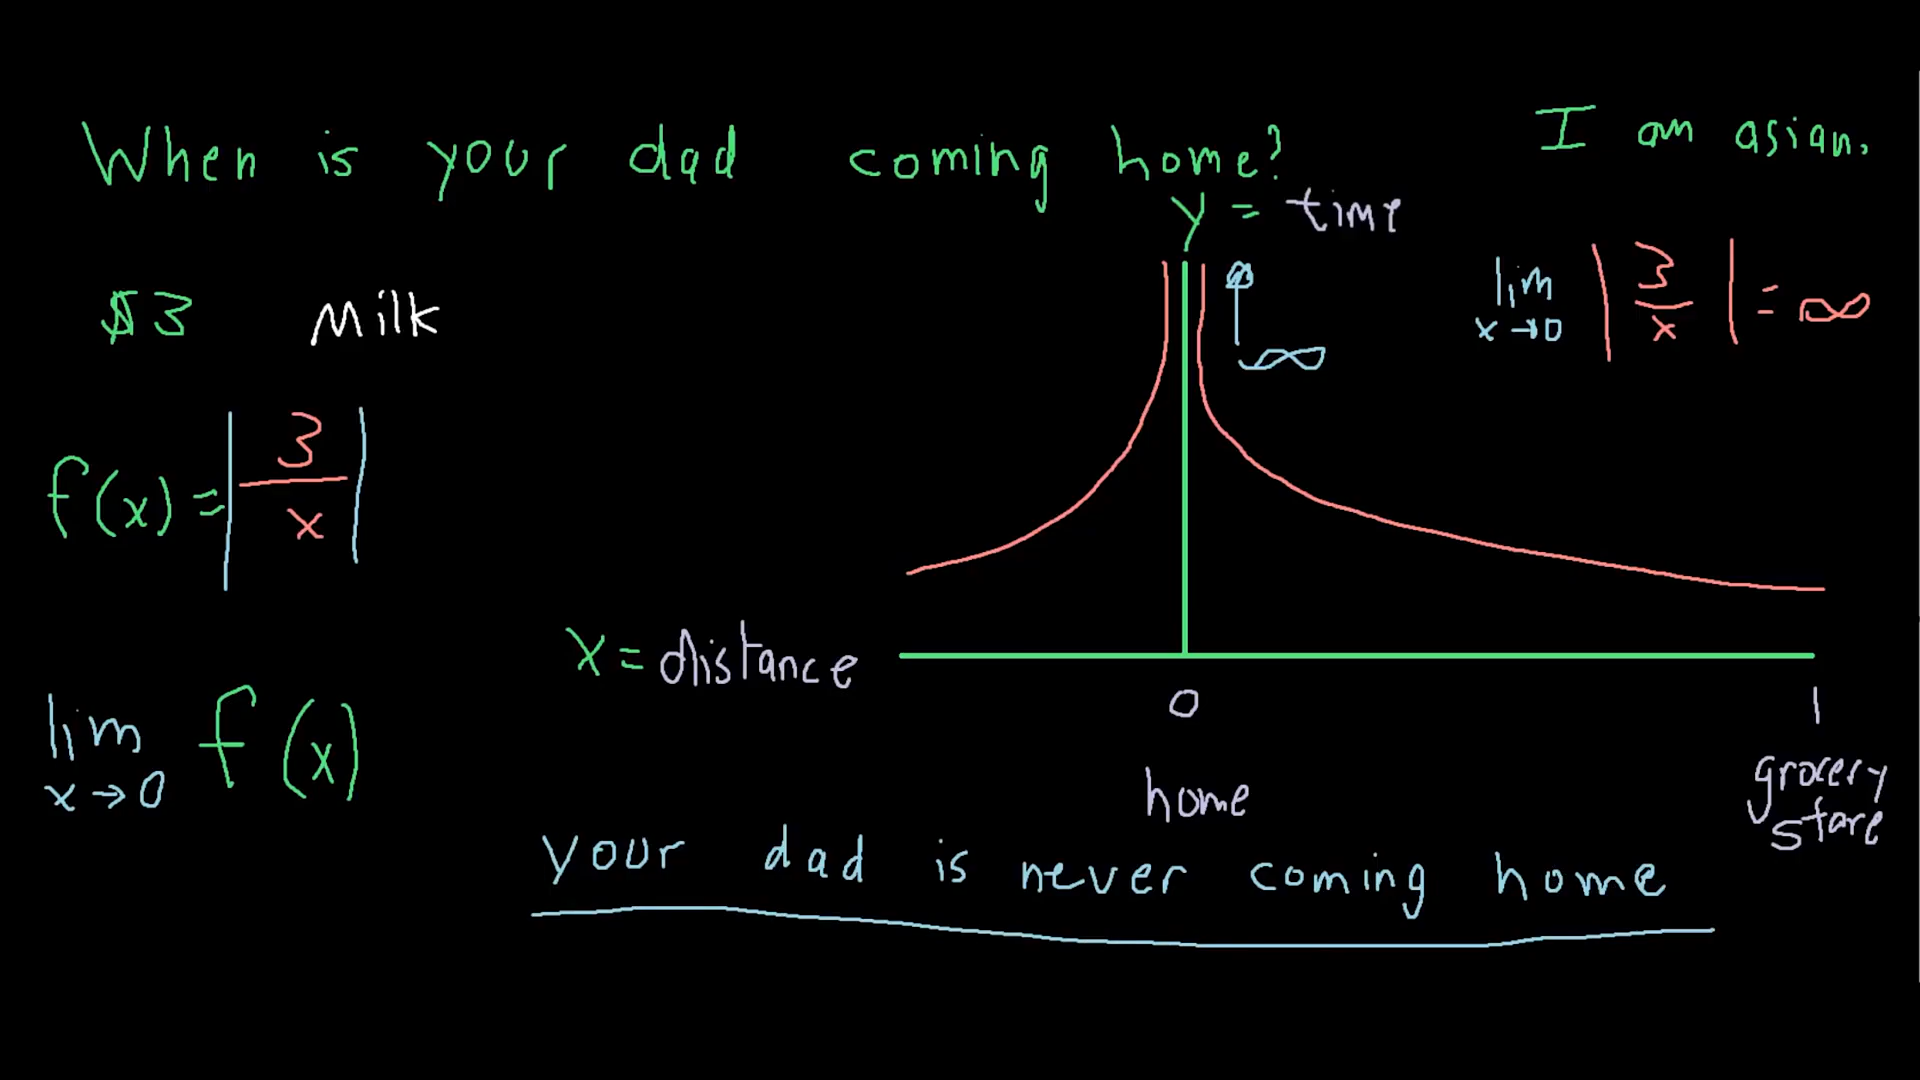 When is your dad coming home?
I am asian.
y = time
$3 Milk
lim x→0 | 3/x | = ∞
∞
f(x) = | 3/x |
x = distance
0
1
home
grocery
store
lim x→0 f(x)
your dad is never coming home